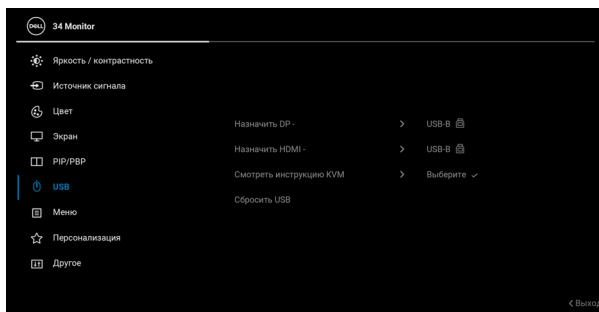 DELL
34 Monitor
Яркость / контрастность
Источник сигнала
Цвет
Назначить DP - USB-B
Экран
Назначить HDMI - USB-B
PIP/PBP
Смотреть инструкцию KVM Выберите
USB
Сбросить USB
Меню
Персонализация
Другое
Выход